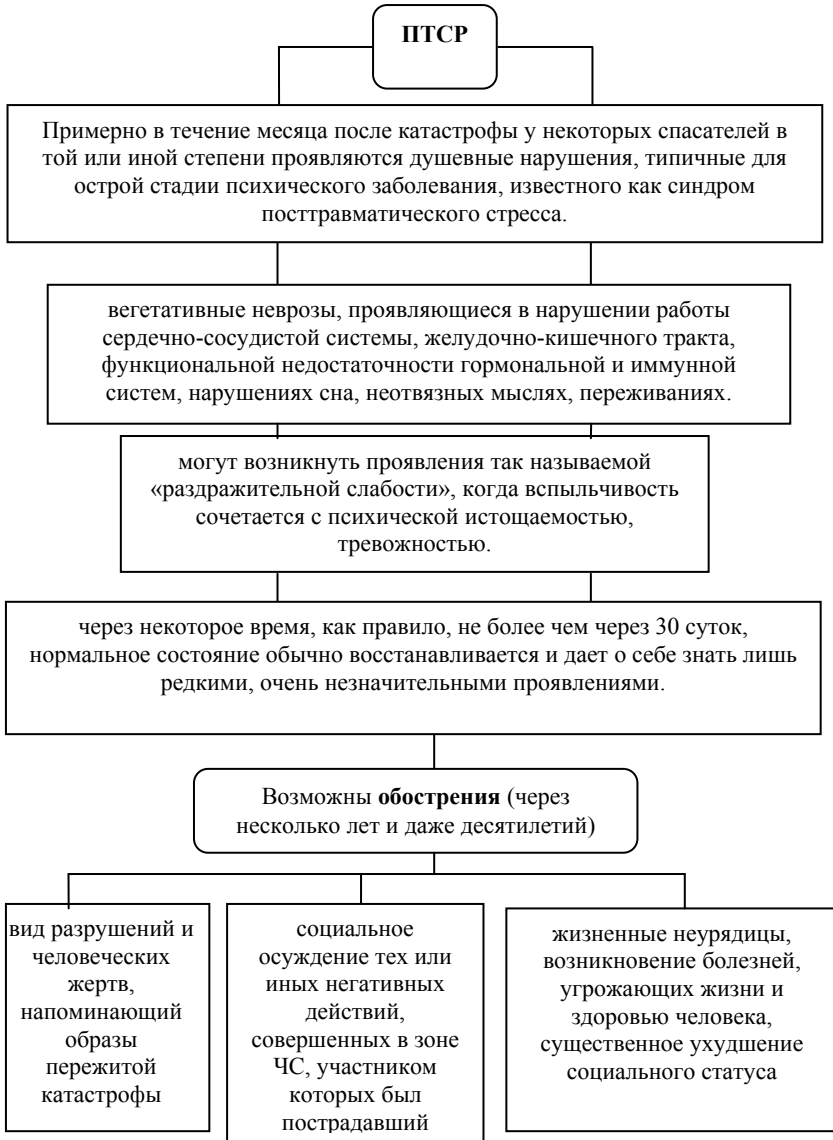 ПТСР
Примерно в течение месяца после катастрофы у некоторых спасателей в
той или иной степени проявляются душевные нарушения, типичные для
острой стадии психического заболевания, известного как синдром
посттравматического стресса.
вегетативные неврозы, проявляющиеся в нарушении работы
сердечно-сосудистой системы, желудочно-кишечного тракта,
функциональной недостаточности гормональной и иммунной
систем, нарушениях сна, неотвязных мыслях, переживаниях.
могут возникнуть проявления так называемой
«раздражительной слабости», когда вспыльчивость
сочетается с психической истощаемостью,
тревожностью.
через некоторое время, как правило, не более чем через 30 суток,
нормальное состояние обычно восстанавливается и дает о себе знать лишь
редкими, очень незначительными проявлениями.
Возможны обострения (через
несколько лет и даже десятилетий)
вид разрушений и
человеческих
жертв,
напоминающий
образы
пережитой
катастрофы
социальное
осуждение тех или
иных негативных
действий,
совершенных в зоне
ЧС, участником
которых был
пострадавший
жизненные неурядицы,
возникновение болезней,
угрожающих жизни и
здоровью человека,
существенное ухудшение
социального статуса